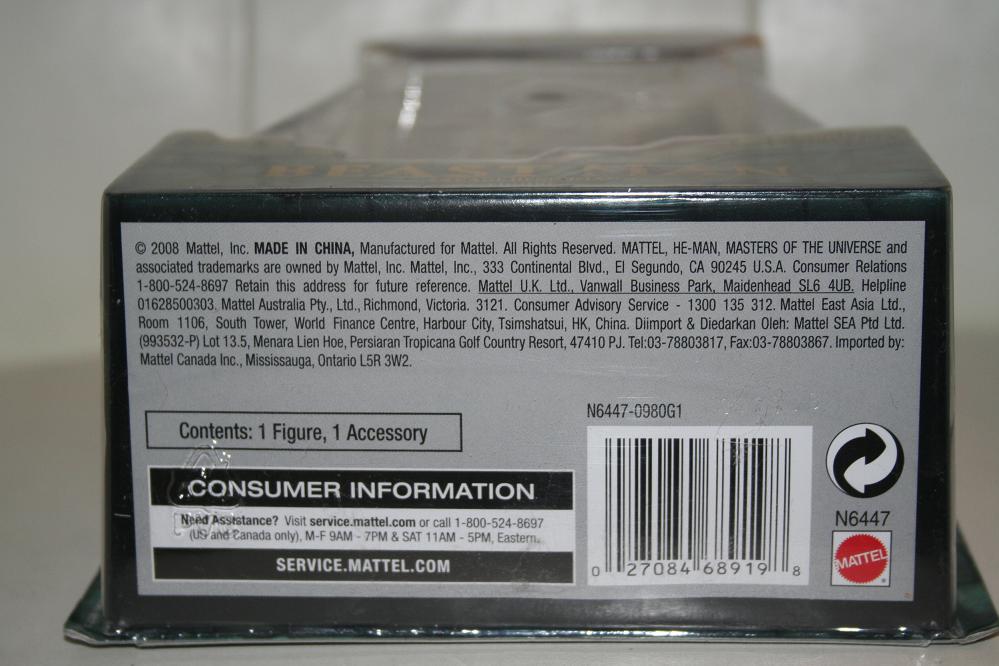 BEAST MAN
© 2008 Mattel, Inc. MADE IN CHINA, Manufactured for Mattel. All Rights Reserved. MATTEL, HE-MAN, MASTERS OF THE UNIVERSE and
associated trademarks are owned by Mattel, Inc. Mattel, Inc., 333 Continental Blvd., El Segundo, CA 90245 U.S.A. Consumer Relations
1-800-524-8697 Retain this address for future reference. Mattel U.K. Ltd., Vanwall Business Park, Maidenhead SL6 4UB. Helpline
01628500303. Mattel Australia Pty., Ltd., Richmond, Victoria. 3121. Consumer Advisory Service - 1300 135 312. Mattel East Asia Ltd.,
Room 1106, South Tower, World Finance Centre, Harbour City, Tsimshatsui, HK, China. Diimport & Diedarkan Oleh: Mattel SEA Ptd Ltd.
(993532-P) Lot 13.5, Menara Lien Hoe, Persiaran Tropicana Golf Country Resort, 47410 PJ. Tel:03-78803817, Fax:03-78803867. Imported by:
Mattel Canada Inc., Mississauga, Ontario L5R 3W2.
N6447-0980G1
Contents: 1 Figure, 1 Accessory
CONSUMER INFORMATION
Need Assistance? Visit service.mattel.com or call 1-800-524-8697
(US and Canada only), M-F 9AM - 7PM & SAT 11AM - 5PM, Eastern.
SERVICE.MATTEL.COM
0 27084 68919 8
N6447
MATTEL